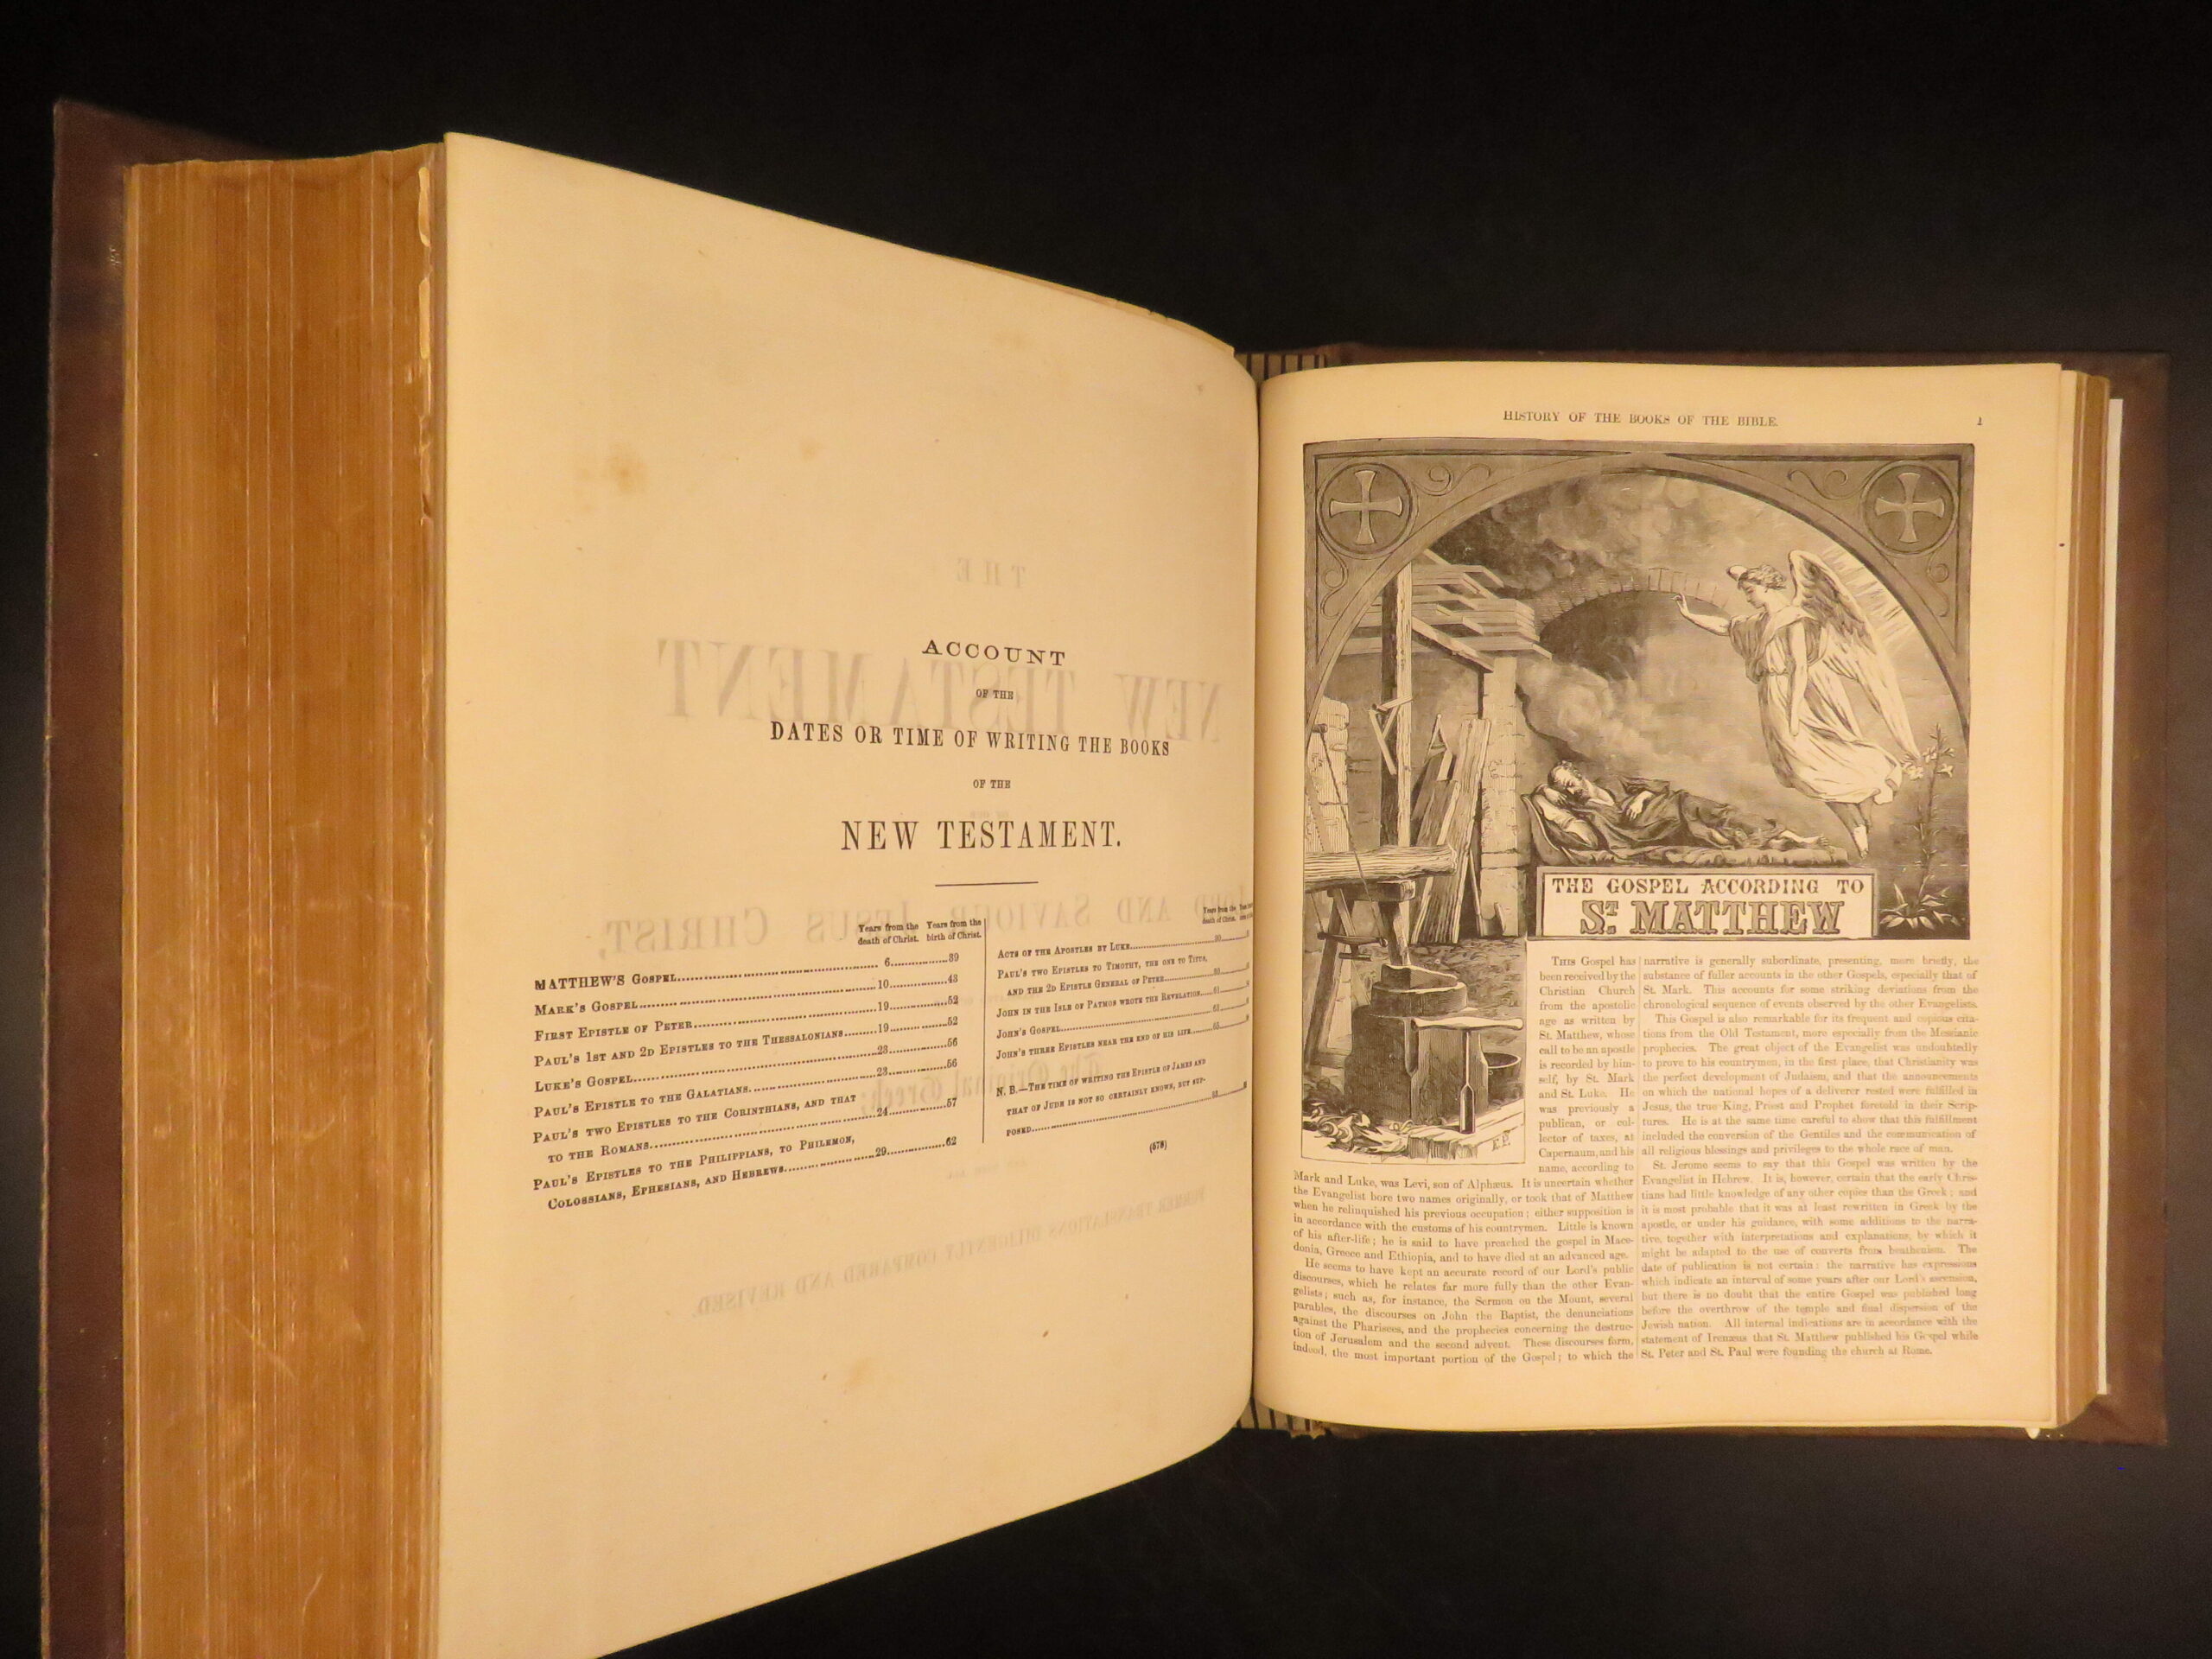 ACCOUNT
OF THE
DATES OR TIME OF WRITING THE BOOKS
OF THE
NEW TESTAMENT.
Years from the death of Christ. Years from the birth of Christ.
MATTHEW'S GOSPEL 6 39
MARK'S GOSPEL 10 43
FIRST EPISTLE OF PETER 19 52
PAUL'S 1ST AND 2D EPISTLES TO THE THESSALONIANS 19 52
LUKE'S GOSPEL 23 56
PAUL'S EPISTLE TO THE GALATIANS 23 56
PAUL'S TWO EPISTLES TO THE CORINTHIANS, AND THAT
TO THE ROMANS 24 57
PAUL'S EPISTLES TO THE PHILIPPIANS, TO PHILEMON,
COLOSSIANS, EPHESIANS, AND HEBREWS 29 62
Years from the
death of Christ.
ACTS OF THE APOSTLES BY LUKE
PAUL'S TWO EPISTLES TO TIMOTHY, THE ONE TO TITUS,
AND THE 2D EPISTLE GENERAL OF PETER
JOHN IN THE ISLE OF PATMOS WROTE THE REVELATION
JOHN'S GOSPEL
JOHN'S THREE EPISTLES NEAR THE END OF HIS LIFE
N. B.—THE TIME OF WRITING THE EPISTLE OF JAMES AND
THAT OF JUDE IS NOT SO CERTAINLY KNOWN, BUT SUP-
POSED
(578)
HISTORY OF THE BOOKS OF THE BIBLE. 1
THE GOSPEL ACCORDING TO
ST. MATTHEW
E.P.
THIS Gospel has
been received by the
Christian Church
from the apostolic
age as written by
St. Matthew, whose
call to be an apostle
is recorded by him-
self, by St. Mark
and St. Luke. He
was previously a
publican, or col-
lector of taxes, at
Capernaum, and his
name, according to
Mark and Luke, was Levi, son of Alphæus. It is uncertain whether
the Evangelist bore two names originally, or took that of Matthew
when he relinquished his previous occupation; either supposition is
in accordance with the customs of his countrymen. Little is known
of his after-life; he is said to have preached the gospel in Mace-
donia, Greece and Ethiopia, and to have died at an advanced age.
He seems to have kept an accurate record of our Lord's public
discourses, which he relates far more fully than the other Evan-
gelists; such as, for instance, the Sermon on the Mount, several
parables, the discourses on John the Baptist, the denunciations
against the Pharisees, and the prophecies concerning the destruc-
tion of Jerusalem and the second advent. These discourses form,
indeed, the most important portion of the Gospel; to which the
narrative is generally subordinate, presenting, more briefly, the
substance of fuller accounts in the other Gospels, especially that of
St. Mark. This accounts for some striking deviations from the
chronological sequence of events observed by the other Evangelists.
This Gospel is also remarkable for its frequent and copious cita-
tions from the Old Testament, more especially from the Messianic
prophecies. The great object of the Evangelist was undoubtedly
to prove to his countrymen, in the first place, that Christianity was
the perfect development of Judaism, and that the announcements
on which the national hopes of a deliverer rested were fulfilled in
Jesus, the true King, Priest and Prophet foretold in their Scrip-
tures. He is at the same time careful to show that this fulfillment
included the conversion of the Gentiles and the communication of
all religious blessings and privileges to the whole race of man.
St. Jerome seems to say that this Gospel was written by the
Evangelist in Hebrew. It is, however, certain that the early Chris-
tians had little knowledge of any other copies than the Greek; and
it is most probable that it was at least rewritten in Greek by the
apostle, or under his guidance, with some additions to the narra-
tive, together with interpretations and explanations, by which it
might be adapted to the use of converts from heathenism. The
date of publication is not certain: the narrative has expressions
which indicate an interval of some years after our Lord's ascension,
but there is no doubt that the entire Gospel was published long
before the overthrow of the temple and final dispersion of the
Jewish nation. All internal indications are in accordance with the
statement of Irenæus that St. Matthew published his Gospel while
St. Peter and St. Paul were founding the church at Rome.